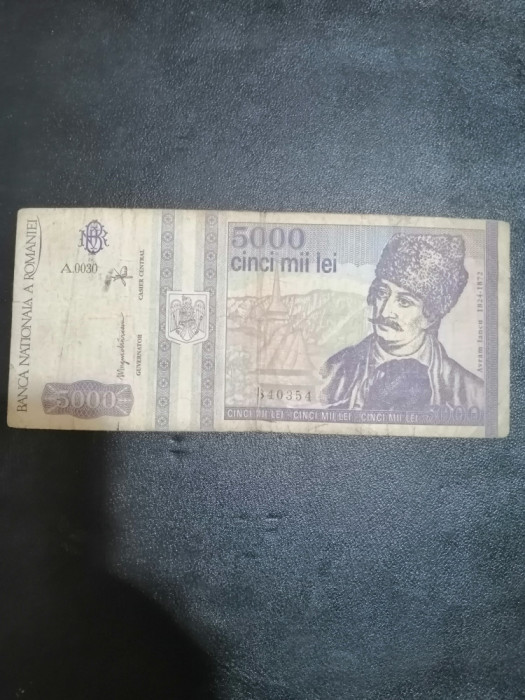 BANCA NAȚIONALĂ A ROMÂNIEI
A.0030
CASIER CENTRAL
GUVERNATOR
5000
5000
cinci mii lei
340354
CINCI MII LEI CINCI MII LEI CINCI MII LEI
Avram Iancu 1824-1872